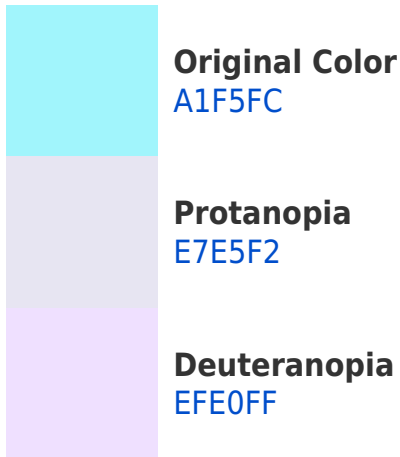 Original Color
A1F5FC
Protanopia
E7E5F2
Deuteranopia
EFE0FF